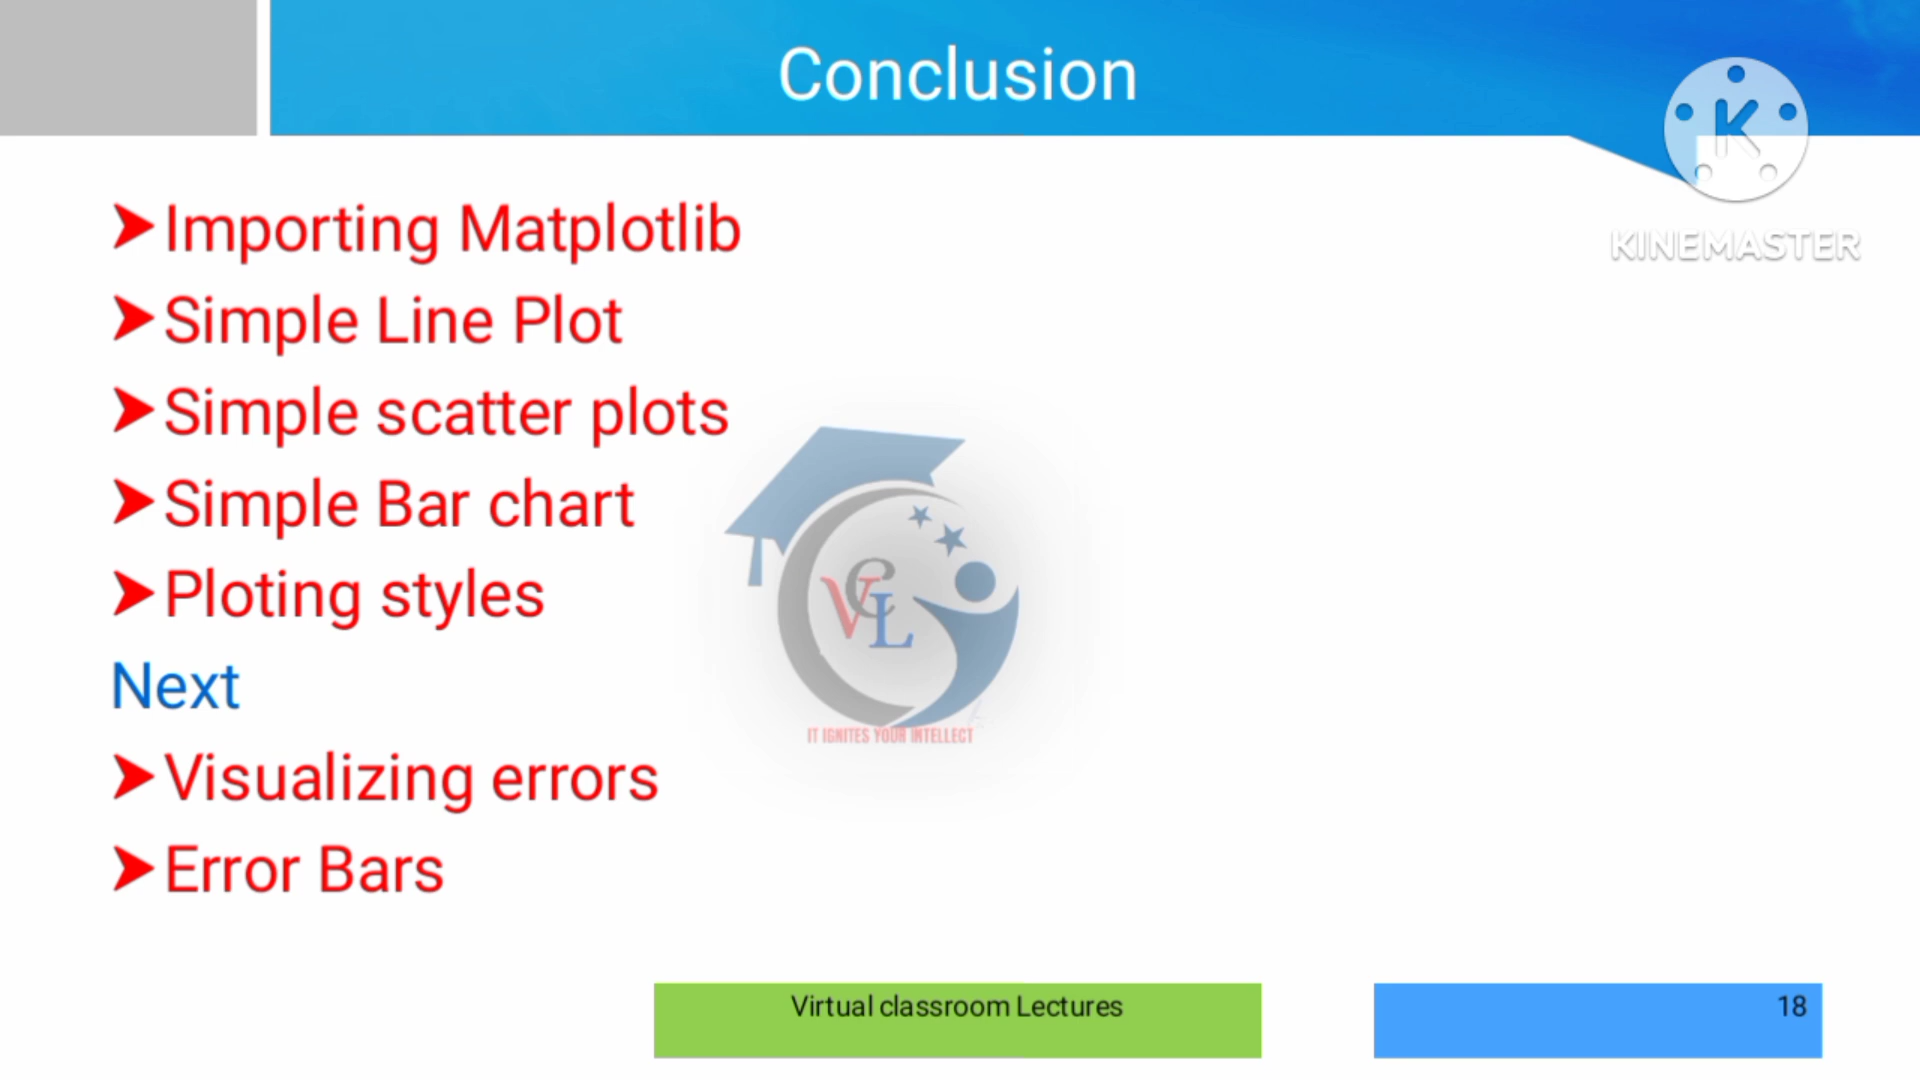 Conclusion
K
KINEMASTER
➤Importing Matplotlib
➤Simple Line Plot
➤Simple scatter plots
➤Simple Bar chart
➤Ploting styles
Next
➤Visualizing errors
➤Error Bars
VCL
IT IGNITES YOUR INTELLECT
Virtual classroom Lectures
18